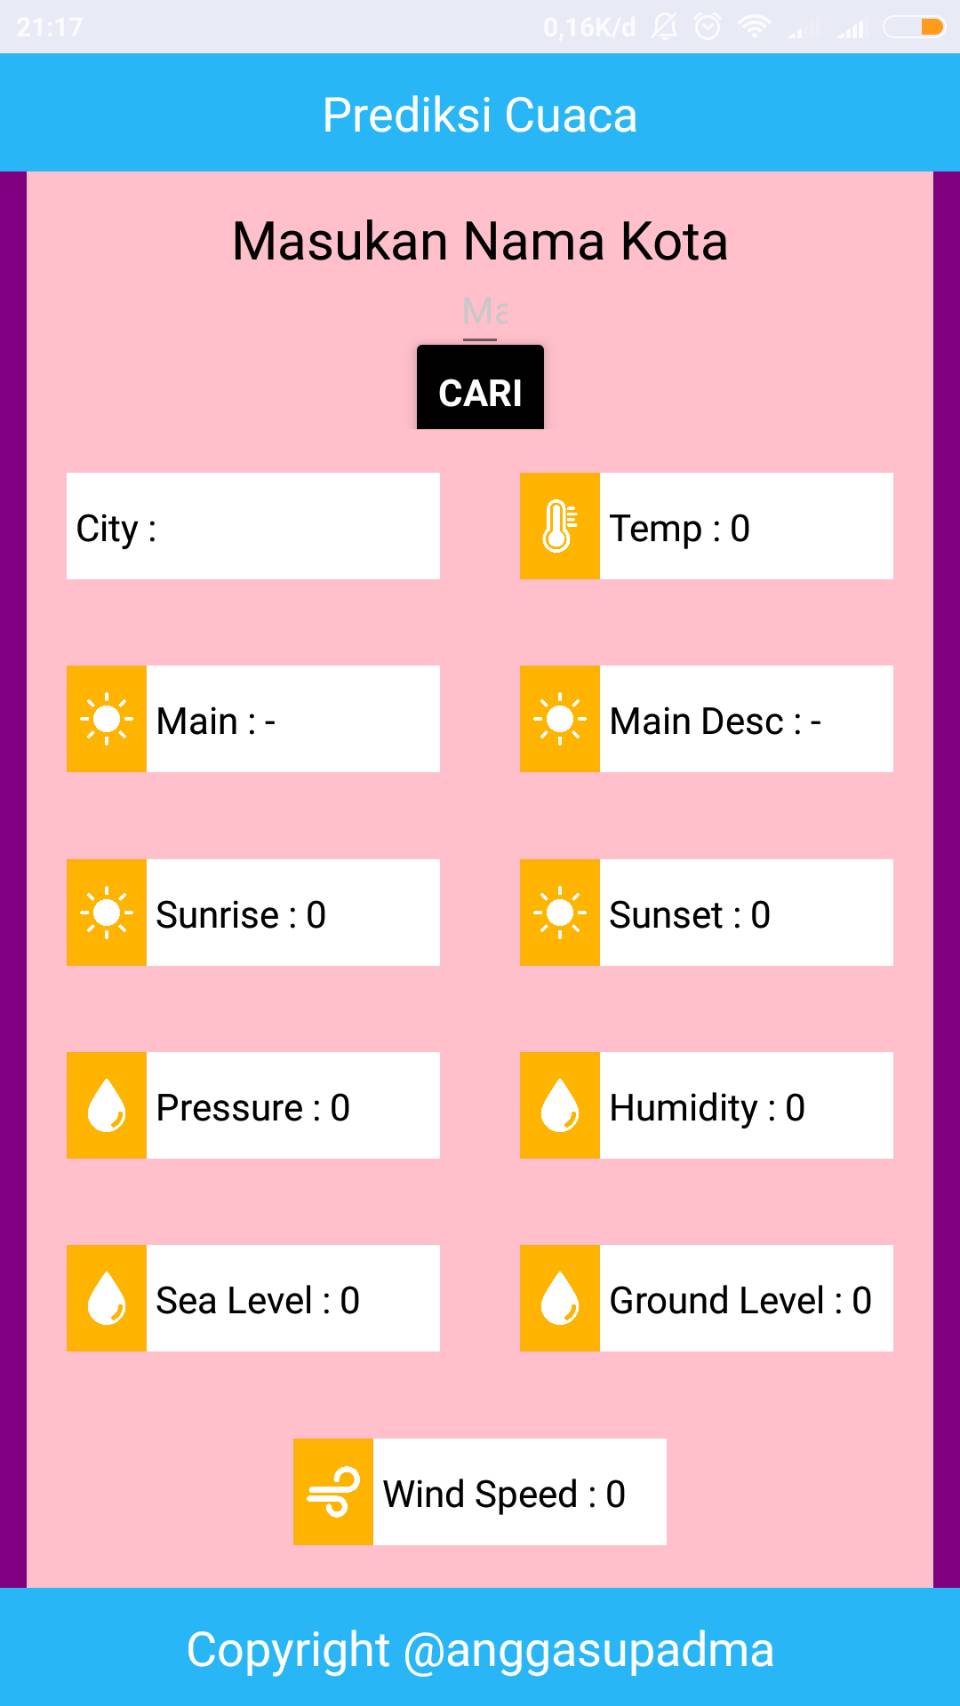 21:17 0,16K/d
Prediksi Cuaca
Masukan Nama Kota
Ma
CARI
City :
Temp : 0
Main : -
Main Desc : -
Sunrise : 0
Sunset : 0
Pressure : 0
Humidity : 0
Sea Level : 0
Ground Level : 0
Wind Speed : 0
Copyright @anggasupadma